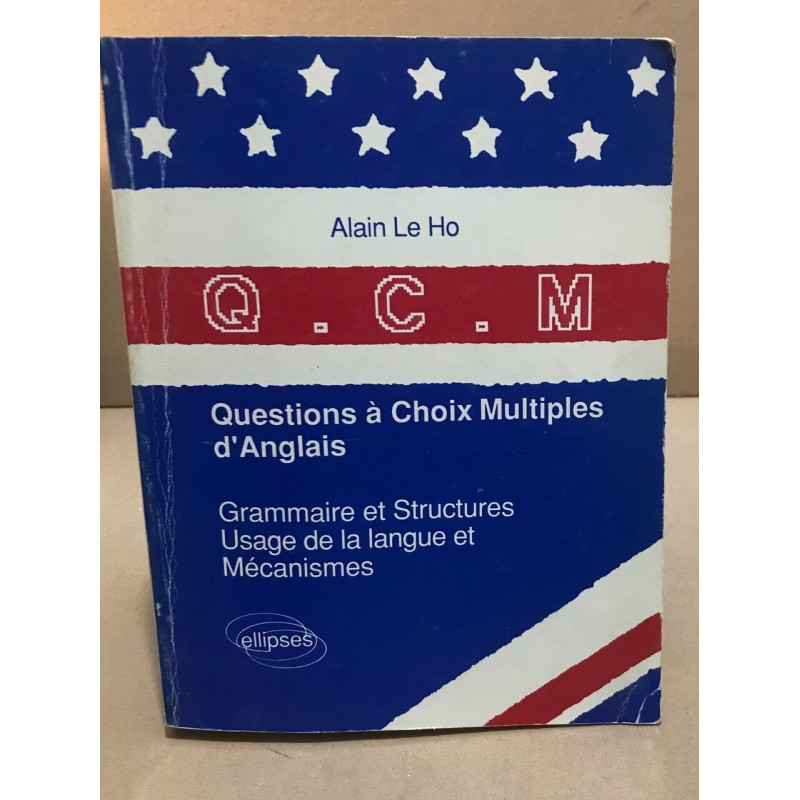 Alain Le Ho
Q . C . M
Questions à Choix Multiples
d'Anglais
Grammaire et Structures
Usage de la langue et
Mécanismes
ellipses